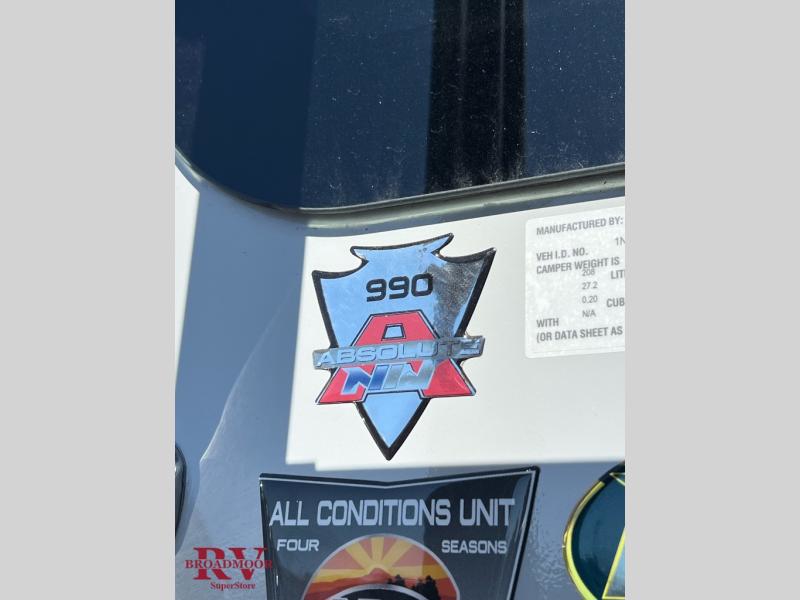 990
A
ABSOLUTE
NW
MANUFACTURED BY:
VEH I.D. NO. 1N
CAMPER WEIGHT IS
208 LIT
27.2
0.20 CUB
N/A
WITH
(OR DATA SHEET AS
ALL CONDITIONS UNIT
FOUR SEASONS
RV
BROADMOOR
SuperStore